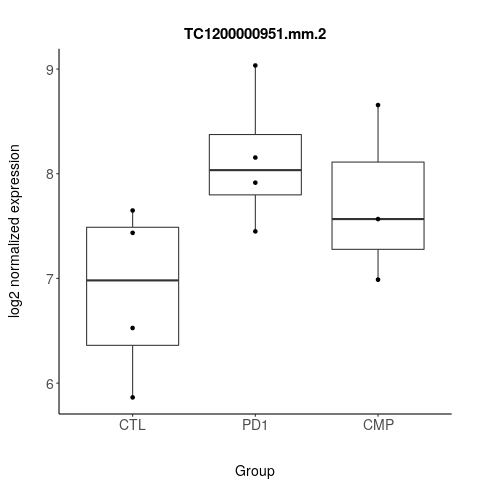 TC1200000951.mm.2
log2 normalized expression
9
8
7
6
CTL
PD1
CMP
Group